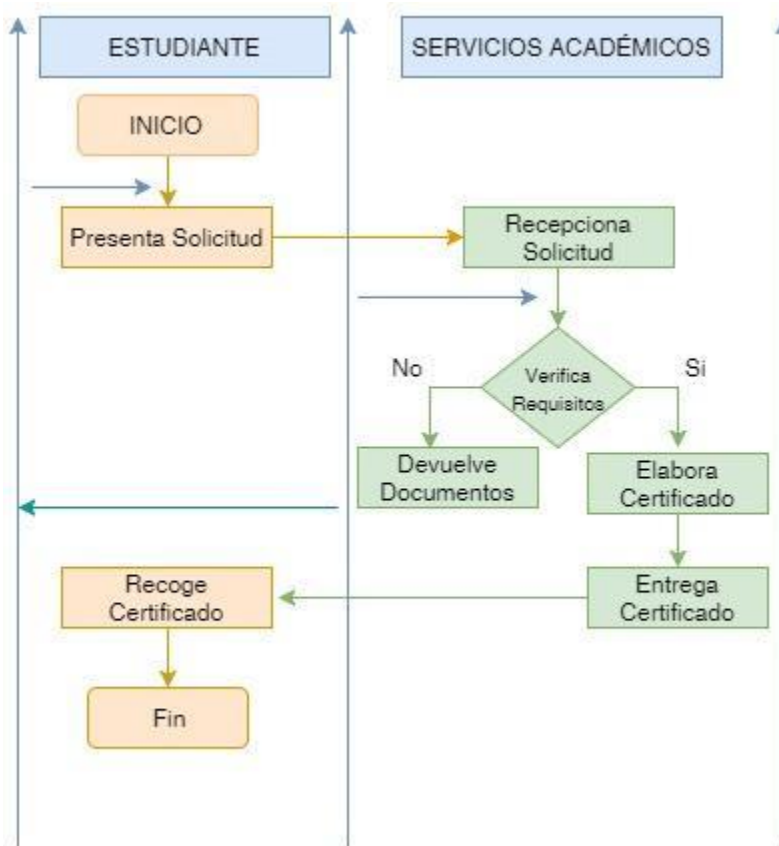 ESTUDIANTE
SERVICIOS ACADÉMICOS
INICIO
Presenta Solicitud
Recepciona
Solicitud
No
Verifica
Requisitos
Si
Devuelve
Documentos
Elabora
Certificado
Recoge
Certificado
Entrega
Certificado
Fin